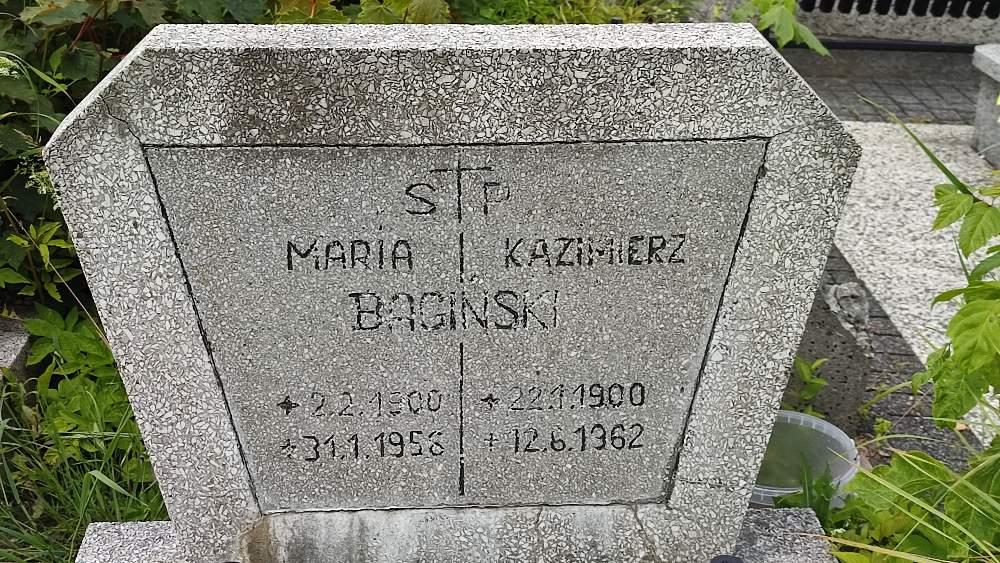 S†P
MARIA KAZIMIERZ
BAGIŃSKI
* 2.2.1900 * 22.1.1900
+ 31.1.1958 + 12.6.1962